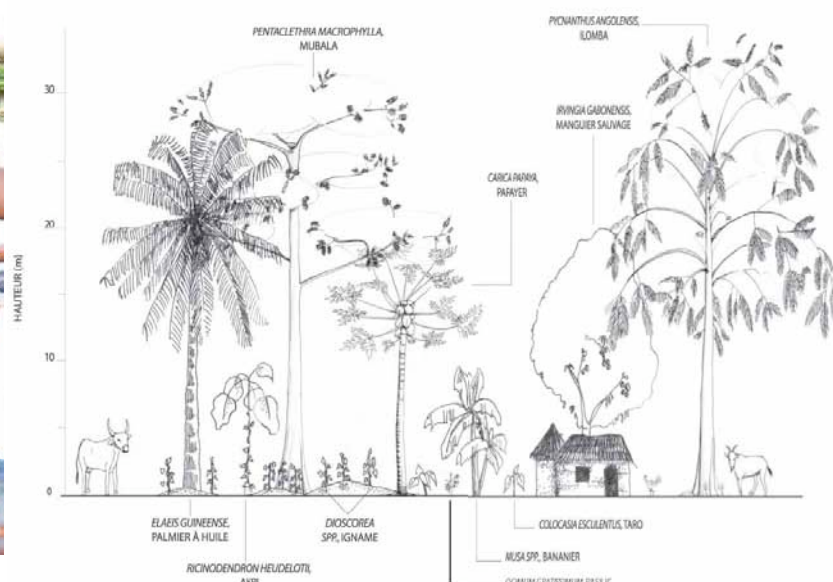 PENTACLETHRA MACROPHYLLA,
MUBALA
PYCNANTHUS ANGOLENSIS,
ILOMBA
IRVINGIA GABONENSIS,
MANGUIER SAUVAGE
CARICA PAPAYA,
PAPAYER
HAUTEUR (m)
30
20
10
0
ELAEIS GUINEENSE,
PALMIER À HUILE
DIOSCOREA
SPP., IGNAME
COLOCASIA ESCULENTUS, TARO
MUSA SPP., BANANIER
RICINODENDRON HEUDELOTII,